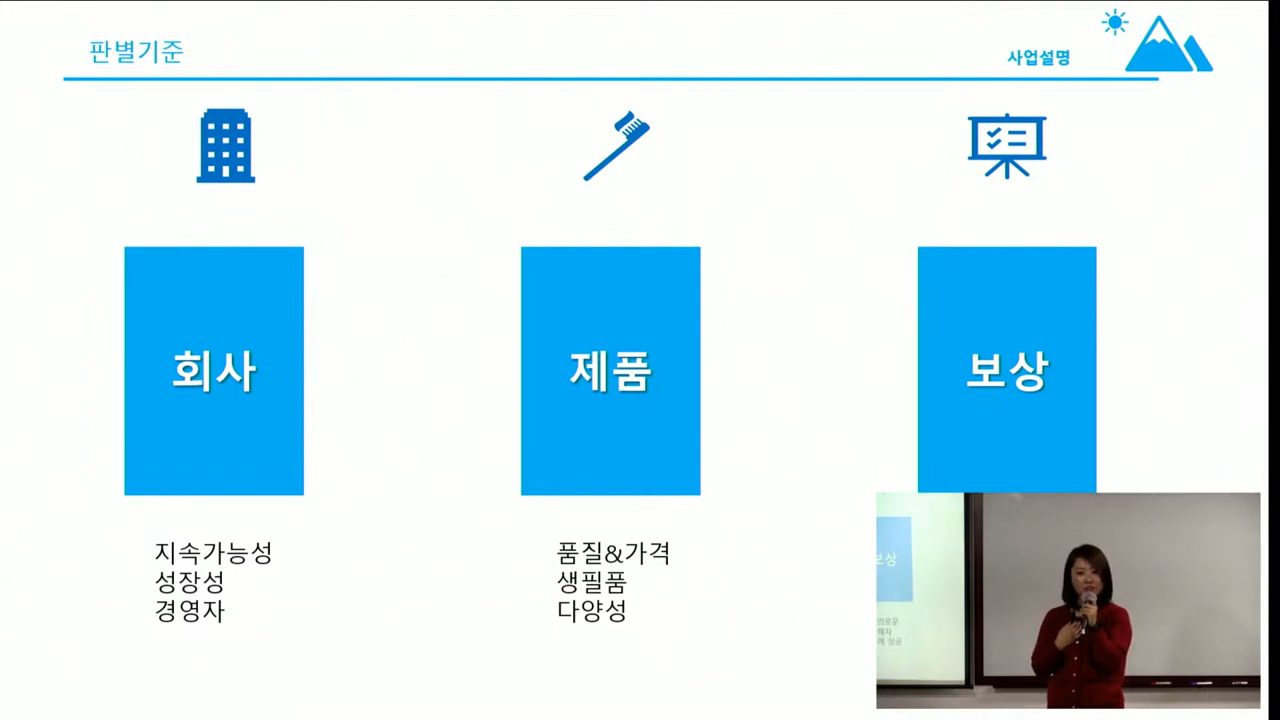 판별기준
사업설명
회사
제품
보상
지속가능성
성장성
경영자
품질&가격
생필품
다양성
보상